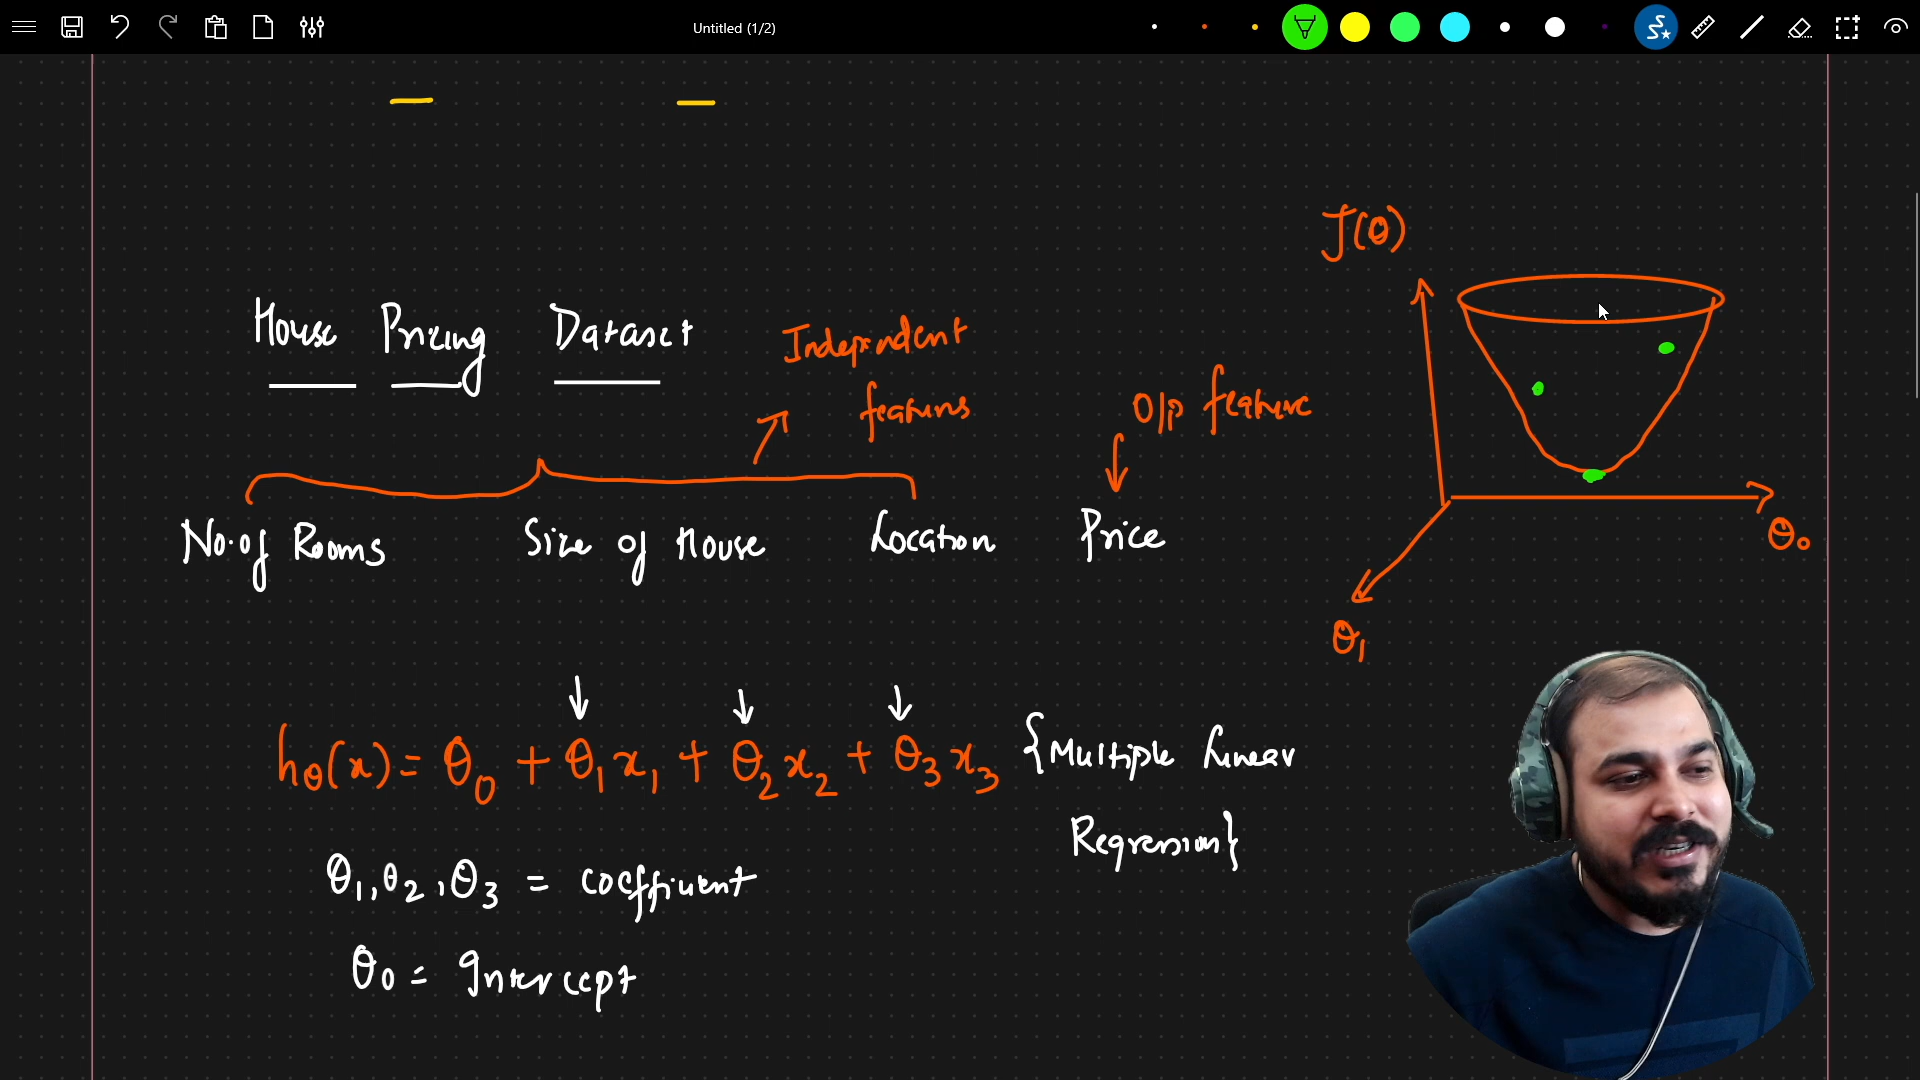 Untitled (1/2)
J(θ)
House Pricing Dataset
Independent
features
O/p feature
No. of Rooms Size of House Location Price
θ₀
θ₁
hθ(x) = θ₀ + θ₁x₁ + θ₂x₂ + θ₃x₃ {Multiple Linear
Regression}
θ₁, θ₂, θ₃ = coefficient
θ₀ = Intercept